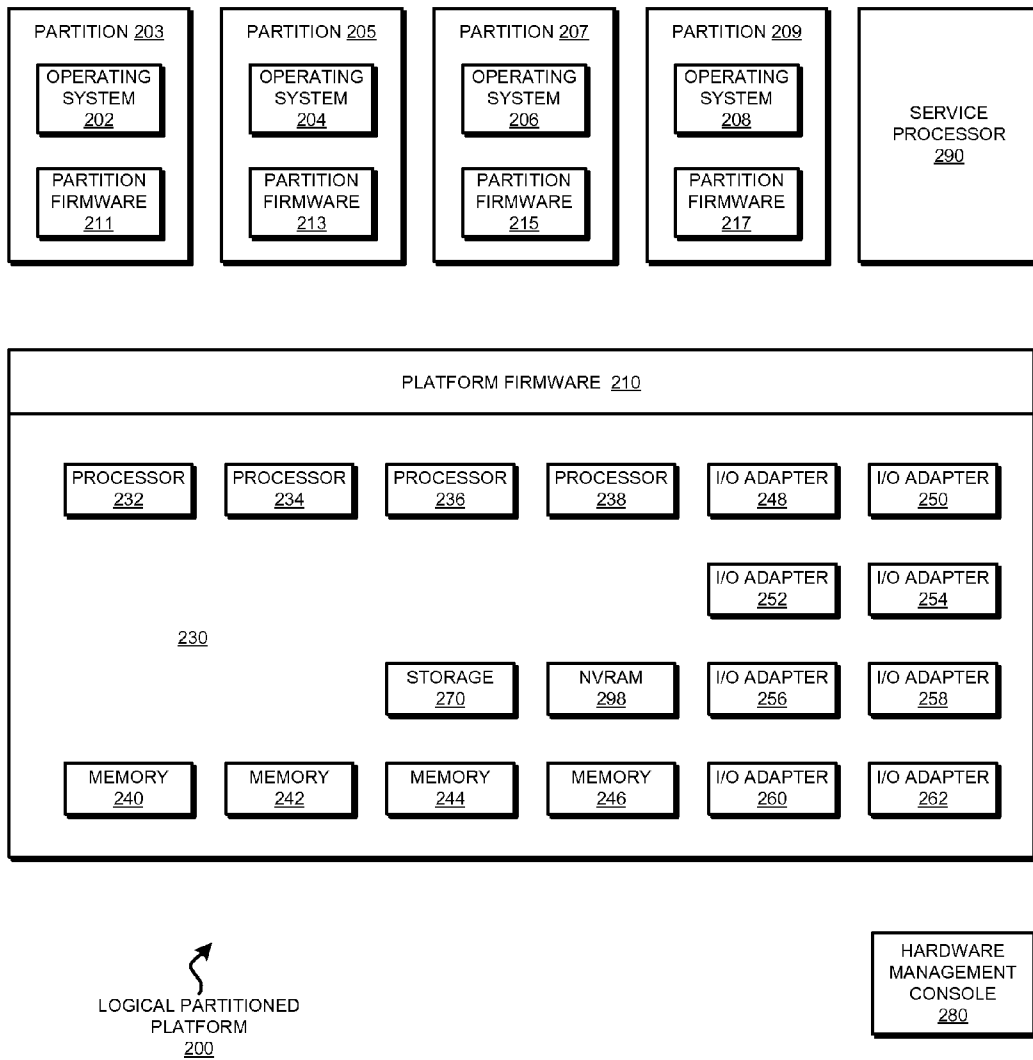 PARTITION 203
OPERATING
SYSTEM
202
PARTITION
FIRMWARE
211
PARTITION 205
OPERATING
SYSTEM
204
PARTITION
FIRMWARE
213
PARTITION 207
OPERATING
SYSTEM
206
PARTITION
FIRMWARE
215
PARTITION 209
OPERATING
SYSTEM
208
PARTITION
FIRMWARE
217
SERVICE
PROCESSOR
290
PLATFORM FIRMWARE 210
PROCESSOR
232
PROCESSOR
234
PROCESSOR
236
PROCESSOR
238
I/O ADAPTER
248
I/O ADAPTER
250
I/O ADAPTER
252
I/O ADAPTER
254
230
STORAGE
270
NVRAM
298
I/O ADAPTER
256
I/O ADAPTER
258
MEMORY
240
MEMORY
242
MEMORY
244
MEMORY
246
I/O ADAPTER
260
I/O ADAPTER
262
LOGICAL PARTITIONED
PLATFORM
200
HARDWARE
MANAGEMENT
CONSOLE
280